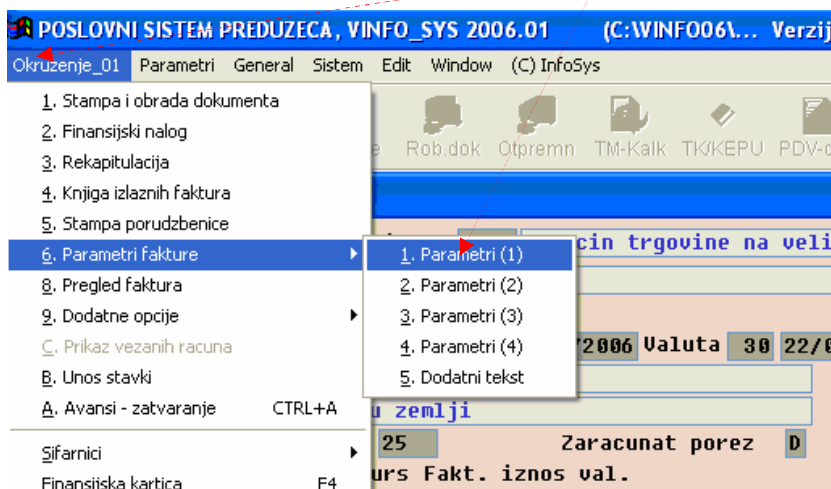 POSLOVNI SISTEM PREDUZECA, VINFO_SYS 2006.01 (C:\VINFO06\... Verzij
Okruzenje_01 Parametri General Sistem Edit Window (C) InfoSys
1. Stampa i obrada dokumenta
2. Finansijski nalog
3. Rekapitulacija
4. Knjiga izlaznih faktura
5. Stampa porudzbenice
6. Parametri fakture
8. Pregled faktura
9. Dodatne opcije
C. Prikaz vezanih racuna
B. Unos stavki
A. Avansi - zatvaranje CTRL+A
Sifarnici
Finansijska kartica F4
1. Parametri (1)
2. Parametri (2)
3. Parametri (3)
4. Parametri (4)
5. Dodatni tekst
e Rob.dok Otpremn TM-Kalk TK/KEPU PDV-
cin trgovine na veli
/2006 Valuta 30 22/0
u zemlji
25 Zaracunat porez D
urs Fakt. iznos val.